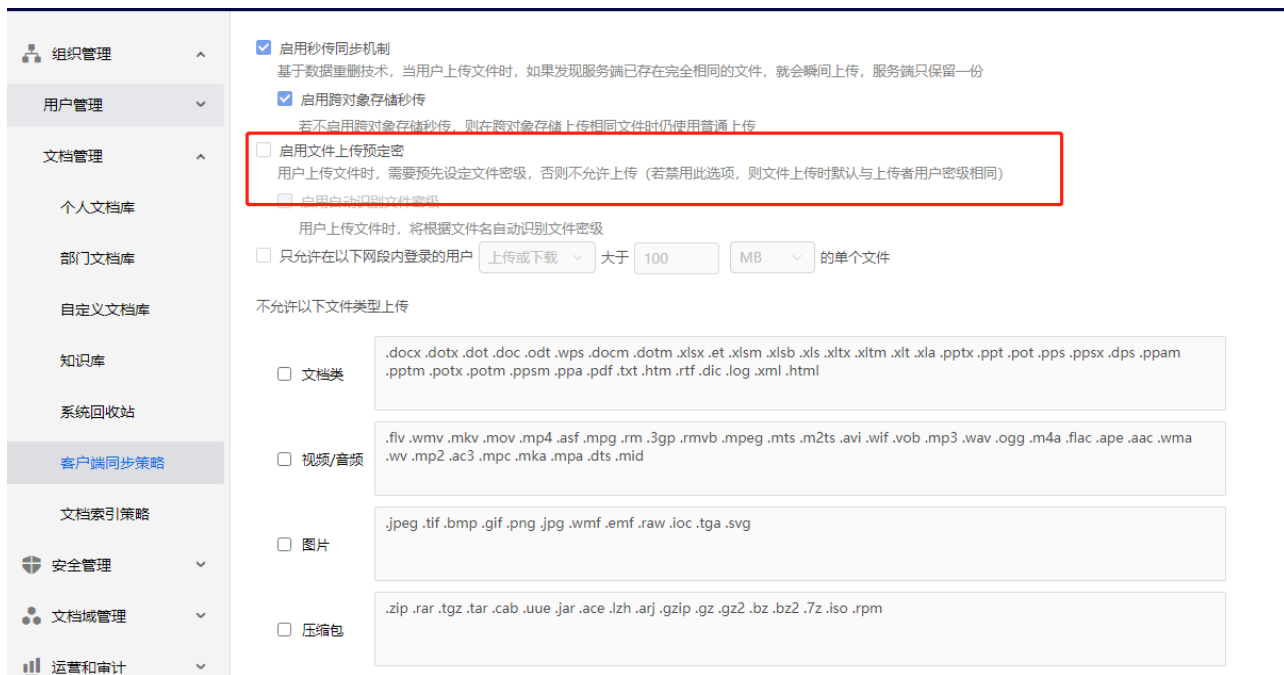 组织管理
用户管理
文档管理
个人文档库
部门文档库
自定义文档库
知识库
系统回收站
客户端同步策略
文档索引策略
安全管理
文档域管理
运营和审计
启用秒传同步机制
基于数据重删技术，当用户上传文件时，如果发现服务端已存在完全相同的文件，就会瞬间上传，服务端只保留一份
启用跨对象存储秒传
若不启用跨对象存储秒传，则在跨对象存储上传相同文件时仍使用普通上传
启用文件上传预定密
用户上传文件时，需要预先设定文件密级，否则不允许上传（若禁用此选项，则文件上传时默认与上传者用户密级相同）
启用自动识别文件密级
用户上传文件时，将根据文件名自动识别文件密级
只允许在以下网段内登录的用户 上传或下载 大于 100 MB 的单个文件
不允许以下文件类型上传
文档类
.docx .dotx .dot .doc .odt .wps .docm .dotm .xlsx .et .xlsm .xlsb .xls .xltx .xltm .xlt .xla .pptx .ppt .pot .pps .ppsx .dps .ppam
.pptm .potx .potm .ppsm .ppa .pdf .txt .htm .rtf .dic .log .xml .html
视频/音频
.flv .wmv .mkv .mov .mp4 .asf .mpg .rm .3gp .rmvb .mpeg .mts .m2ts .avi .wif .vob .mp3 .wav .ogg .m4a .flac .ape .aac .wma
.wv .mp2 .ac3 .mpc .mka .mpa .dts .mid
图片
.jpeg .tif .bmp .gif .png .jpg .wmf .emf .raw .ioc .tga .svg
压缩包
.zip .rar .tgz .tar .cab .uue .jar .ace .lzh .arj .gzip .gz .gz2 .bz .bz2 .7z .iso .rpm